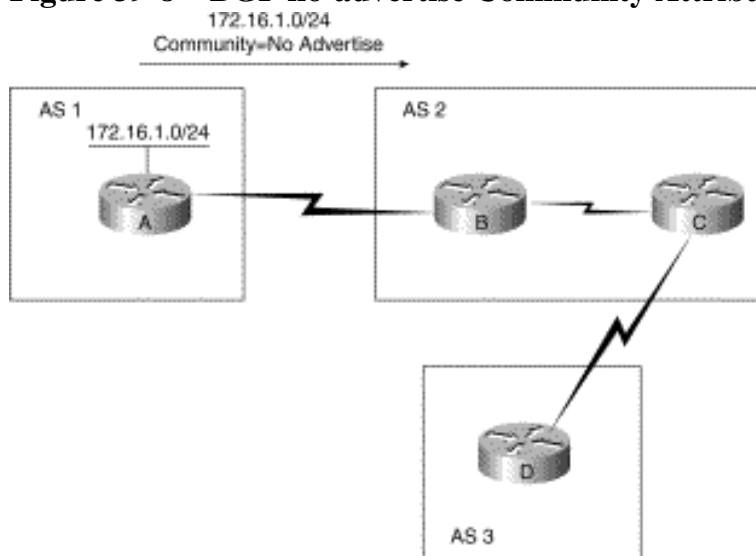 172.16.1.0/24
Community=No Advertise
AS 1
172.16.1.0/24
A
AS 2
B
C
D
AS 3